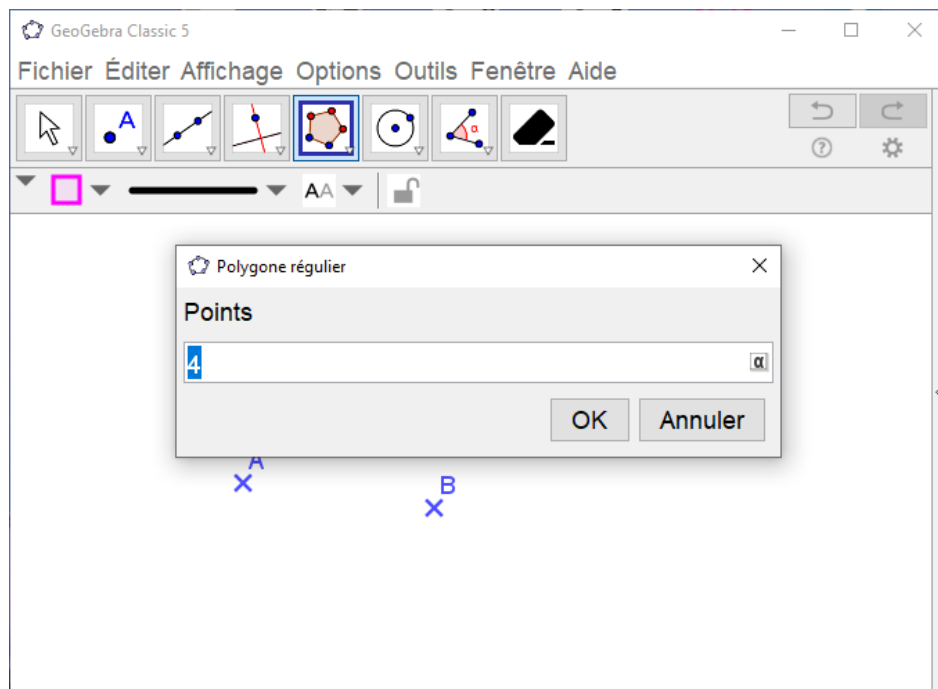 GeoGebra Classic 5
Fichier Éditer Affichage Options Outils Fenêtre Aide
A
α
AA
Polygone régulier
Points
4
α
OK Annuler
A
B